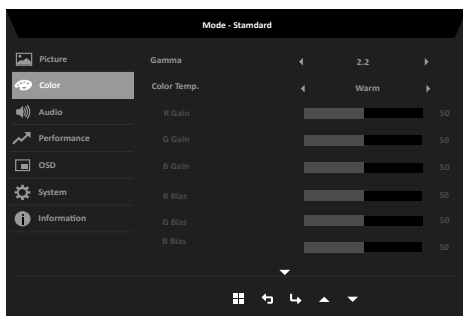 Mode - Standard
Picture
Gamma 2.2
Color
Color Temp. Warm
Audio
R Gain 50
Performance
G Gain 50
OSD
B Gain 50
System
R Bias 50
Information
G Bias 50
B Bias 50